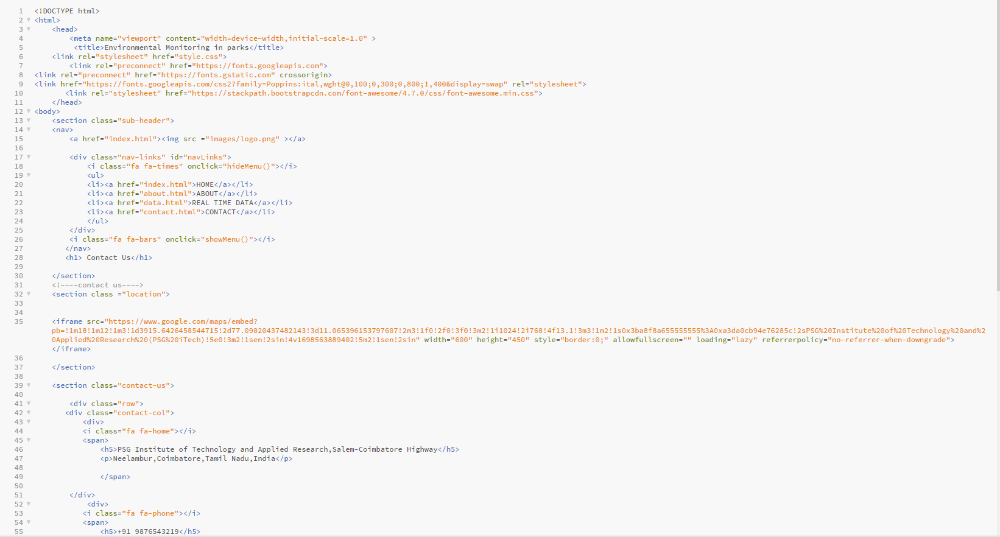 1 <!DOCTYPE html>
2 <html>
3 <head>
4 <meta name="viewport" content="width=device-width,initial-scale=1.0" >
5 <title>Environmental Monitoring in parks</title>
6 <link rel="stylesheet" href="style.css">
7 <link rel="preconnect" href="https://fonts.googleapis.com">
8 <link rel="preconnect" href="https://fonts.gstatic.com" crossorigin>
9 <link href="https://fonts.googleapis.com/css2?family=Poppins:ital,wght@0,100;0,300;0,800;1,400&display=swap" rel="stylesheet">
10 <link rel="stylesheet" href="https://stackpath.bootstrapcdn.com/font-awesome/4.7.0/css/font-awesome.min.css">
11 </head>
12 <body>
13 <section class="sub-header">
14 <nav>
15 <a href="index.html"><img src ="images/logo.png" ></a>
16
17 <div class="nav-links" id="navLinks">
18 <i class="fa fa-times" onclick="hideMenu()"></i>
19 <ul>
20 <li><a href="index.html">HOME</a></li>
21 <li><a href="about.html">ABOUT</a></li>
22 <li><a href="data.html">REAL TIME DATA</a></li>
23 <li><a href="contact.html">CONTACT</a></li>
24 </ul>
25 </div>
26 <i class="fa fa-bars" onclick="showMenu()"></i>
27 </nav>
28 <h1> Contact Us</h1>
29
30 </section>
31 <!----contact us---->
32 <section class ="location">
33
34
35 <iframe src="https://www.google.com/maps/embed?
pb=!1m18!1m12!1m3!1d3915.6426458544715!2d77.09020437482143!3d11.065396153797607!2m3!1f0!2f0!3f0!3m2!1i1024!2i768!4f13.1!3m3!1m2!1s0x3ba8f8a655555555%3A0xa3da0cb94e76285c!2sPSG%20Institute%20of%20Technology%20and%2
0Applied%20Research%20(PSG%20iTech)!5e0!3m2!1sen!2sin!4v1698563889402!5m2!1sen!2sin" width="600" height="450" style="border:0;" allowfullscreen="" loading="lazy" referrerpolicy="no-referrer-when-downgrade">
</iframe>
36
37 </section>
38
39 <section class="contact-us">
40
41 <div class="row">
42 <div class="contact-col">
43 <div>
44 <i class="fa fa-home"></i>
45 <span>
46 <h5>PSG Institute of Technology and Applied Research,Salem-Coimbatore Highway</h5>
47 <p>Neelambur,Coimbatore,Tamil Nadu,India</p>
48
49 </span>
50
51 </div>
52 <div>
53 <i class="fa fa-phone"></i>
54 <span>
55 <h5>+91 9876543219</h5>